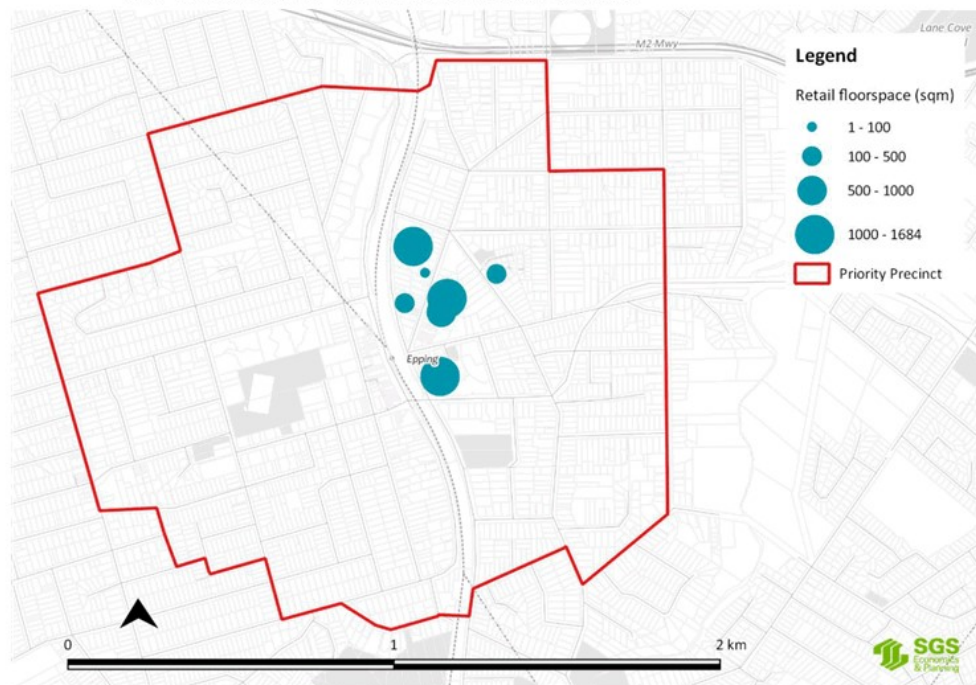 Lane Cove
M2 Mwy
Legend
Retail floorspace (sqm)
1 - 100
100 - 500
500 - 1000
1000 - 1684
Priority Precinct
Epping
0
1
2 km
SGS
Economics
& Planning